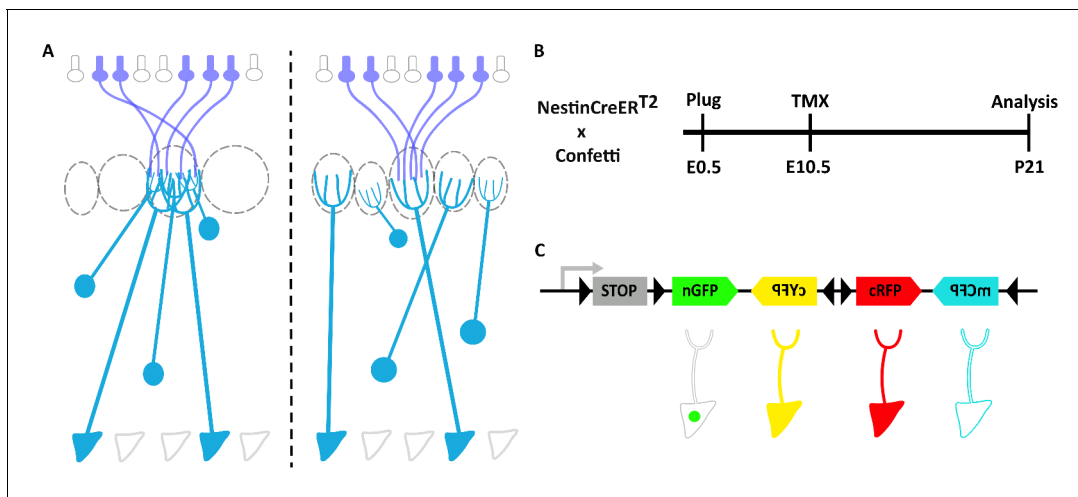 A
B
NestinCreER^T2
x
Confetti
Plug
TMX
Analysis
E0.5
E10.5
P21
C
STOP
nGFP
cYFP
cRFP
mCFP